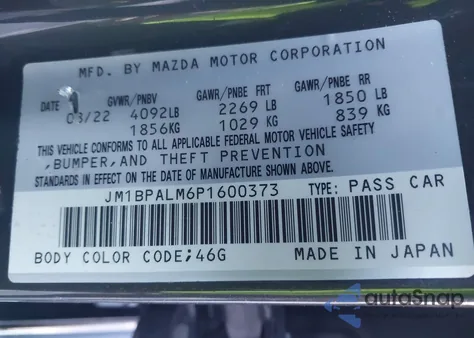 MFD. BY MAZDA MOTOR CORPORATION
DATE GVWR/PNBV GAWR/PNBE FRT GAWR/PNBE RR
03/22 4092LB 2269 LB 1850 LB
1856KG 1029 KG 839 KG
THIS VEHICLE CONFORMS TO ALL APPLICABLE FEDERAL MOTOR VEHICLE SAFETY
,BUMPER,AND THEFT PREVENTION
STANDARDS IN EFFECT ON THE DATE OF MANUFACTURE SHOWN ABOVE.
JM1BPALM6P1600373 TYPE: PASS CAR
BODY COLOR CODE;46G MADE IN JAPAN
autoSnap